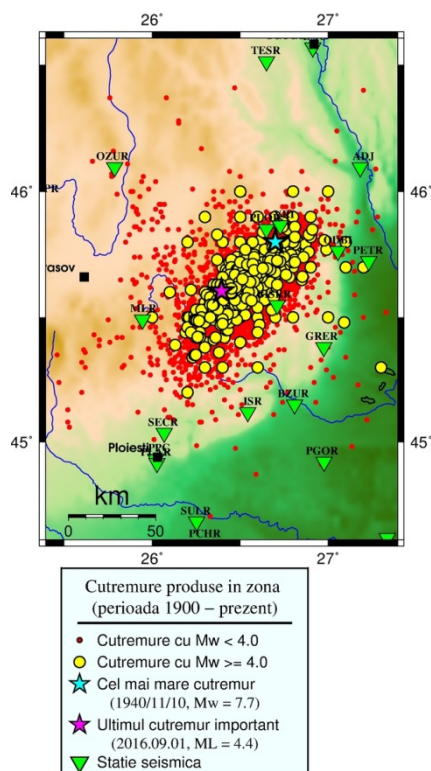 26° 27°
TESR
OZUR
ADJ
46° 46°
PETR
rasov
MLR
GRER
ISR
BZUR
SECR
45° 45°
Ploiesti
PGOR
km
SULR
0 50
PCHR
26° 27°
Cutremure produse in zona
(perioada 1900 – prezent)
Cutremure cu Mw < 4.0
Cutremure cu Mw >= 4.0
Cel mai mare cutremur
(1940/11/10, Mw = 7.7)
Ultimul cutremur important
(2016.09.01, ML = 4.4)
Statie seismica